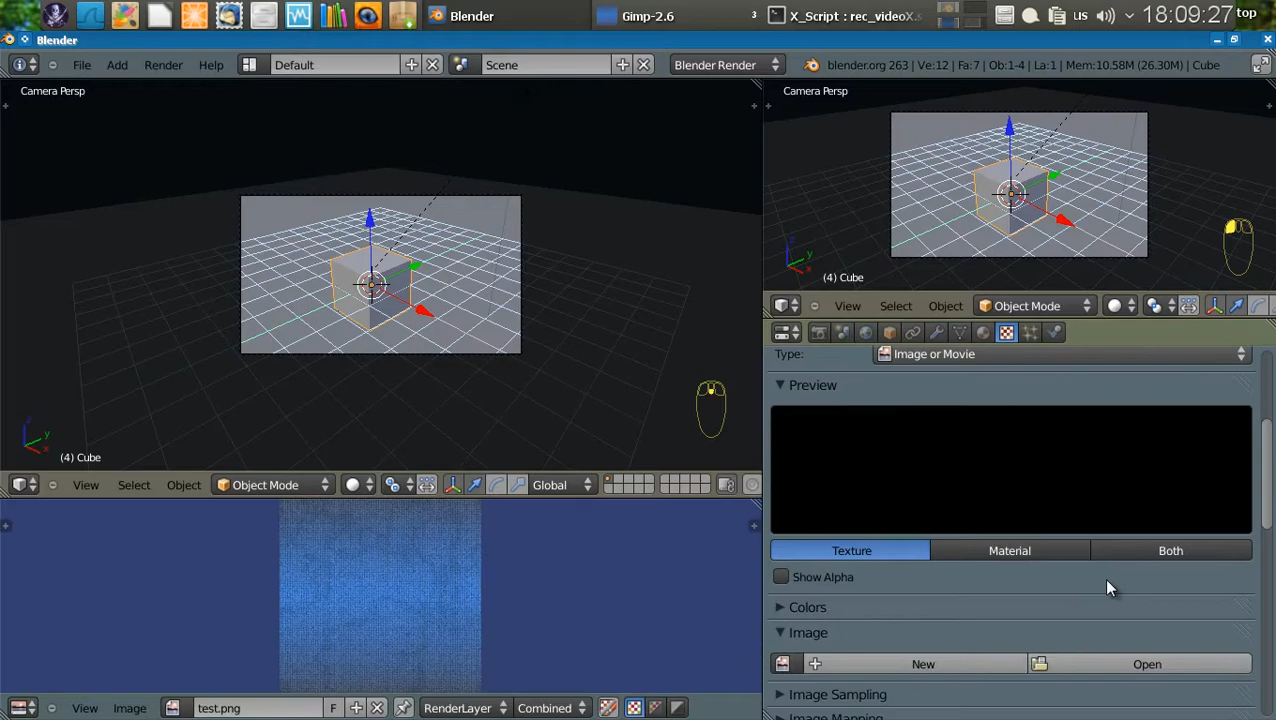 Blender
Gimp-2.6
3
X_Script : rec_videoX.s
us
18:09:27
top
Blender
File
Add
Render
Help
Default
Scene
Blender Render
blender.org 263 | Ve:12 | Fa:7 | Ob:1-4 | La:1 | Mem:10.58M (26.30M) | Cube
Camera Persp
Camera Persp
z
y
x
(4) Cube
View
Select
Object
Object Mode
z
y
x
(4) Cube
View
Select
Object
Object Mode
Global
Type:
Image or Movie
Preview
Texture
Material
Both
Show Alpha
Colors
Image
New
Open
Image Sampling
Image Mapping
View
Image
test.png
F
RenderLayer
Combined